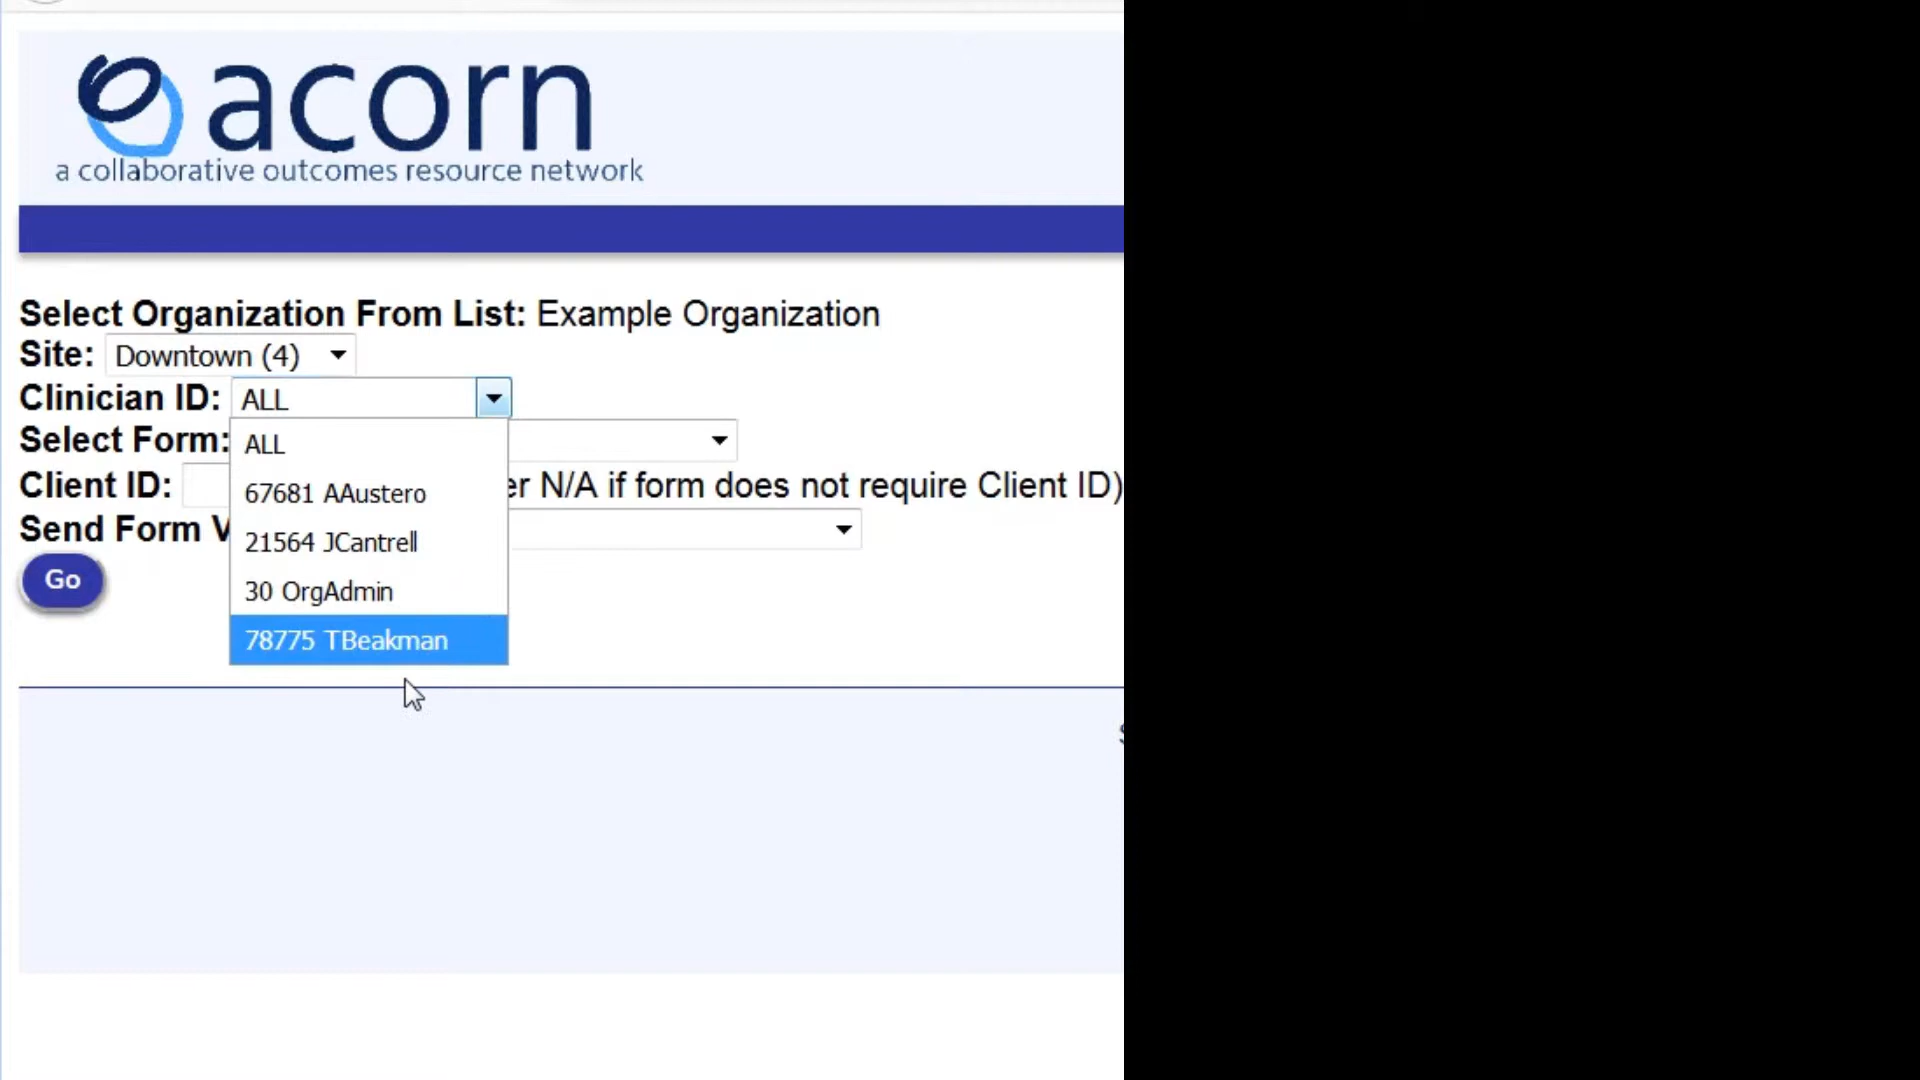 acorn
a collaborative outcomes resource network
Select Organization From List: Example Organization
Site: Downtown (4)
Clinician ID: ALL
Select Form:
ALL
67681 AAustero
Client ID: er N/A if form does not require Client ID)
Send Form
21564 JCantrell
Go
30 OrgAdmin
78775 TBeakman